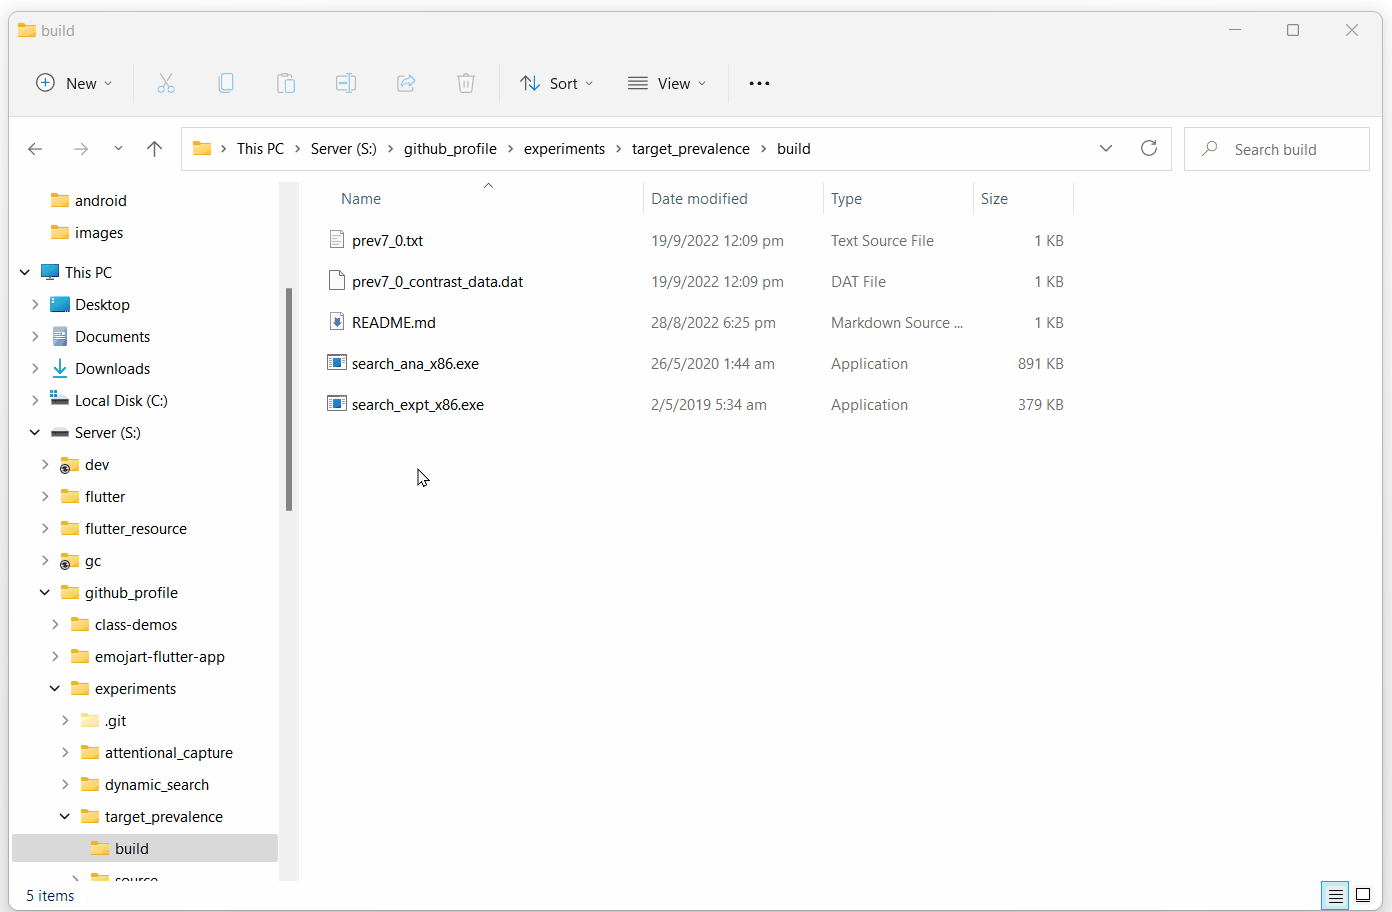 build
New
Sort
View
This PC > Server (S:) > github_profile > experiments > target_prevalence > build
Search build
android
images
This PC
Desktop
Documents
Downloads
Local Disk (C:)
Server (S:)
dev
flutter
flutter_resource
gc
github_profile
class-demos
emojart-flutter-app
experiments
.git
attentional_capture
dynamic_search
target_prevalence
build
source
Name Date modified Type Size
prev7_0.txt 19/9/2022 12:09 pm Text Source File 1 KB
prev7_0_contrast_data.dat 19/9/2022 12:09 pm DAT File 1 KB
README.md 28/8/2022 6:25 pm Markdown Source ... 1 KB
search_ana_x86.exe 26/5/2020 1:44 am Application 891 KB
search_expt_x86.exe 2/5/2019 5:34 am Application 379 KB
5 items